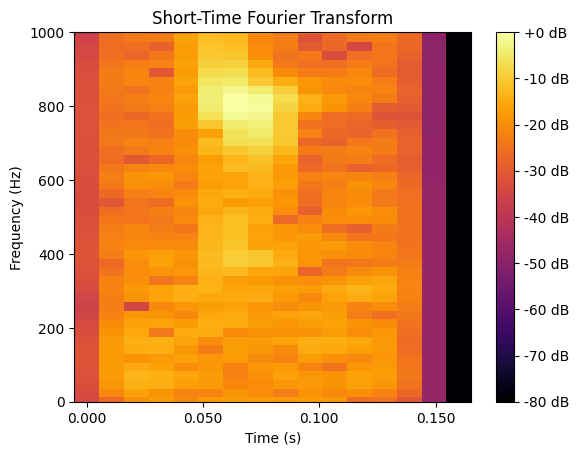 Short-Time Fourier Transform
1000
800
600
400
200
0
Frequency (Hz)
0.000
0.050
0.100
0.150
Time (s)
+0 dB
-10 dB
-20 dB
-30 dB
-40 dB
-50 dB
-60 dB
-70 dB
-80 dB